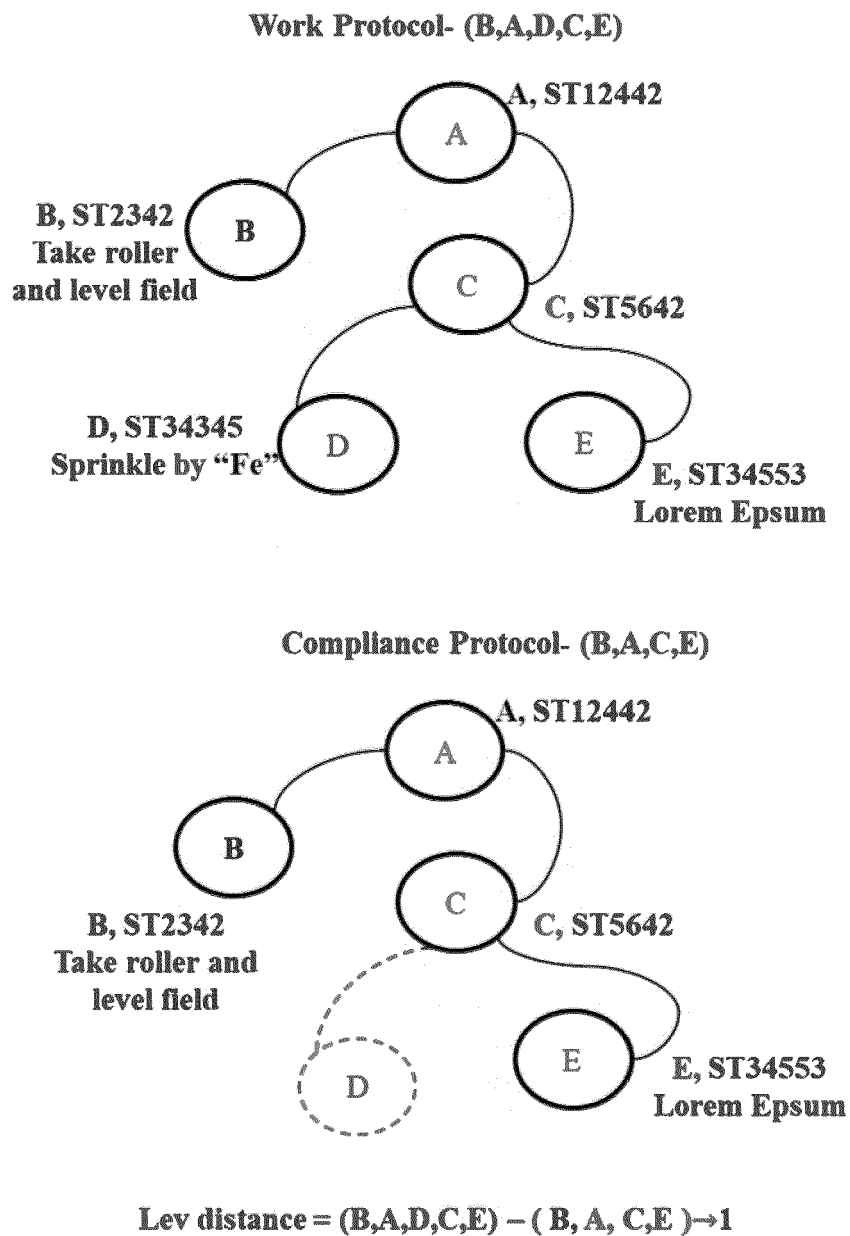 Work Protocol- (B,A,D,C,E)
A, ST12442
A
B, ST2342
Take roller
and level field
B
C
C, ST5642
D, ST34345
Sprinkle by “Fe”
D
E
E, ST34553
Lorem Epsum
Compliance Protocol- (B,A,C,E)
A, ST12442
A
B
B, ST2342
Take roller and
level field
C
C, ST5642
D
E
E, ST34553
Lorem Epsum
Lev distance = (B,A,D,C,E) – ( B, A, C,E )→1